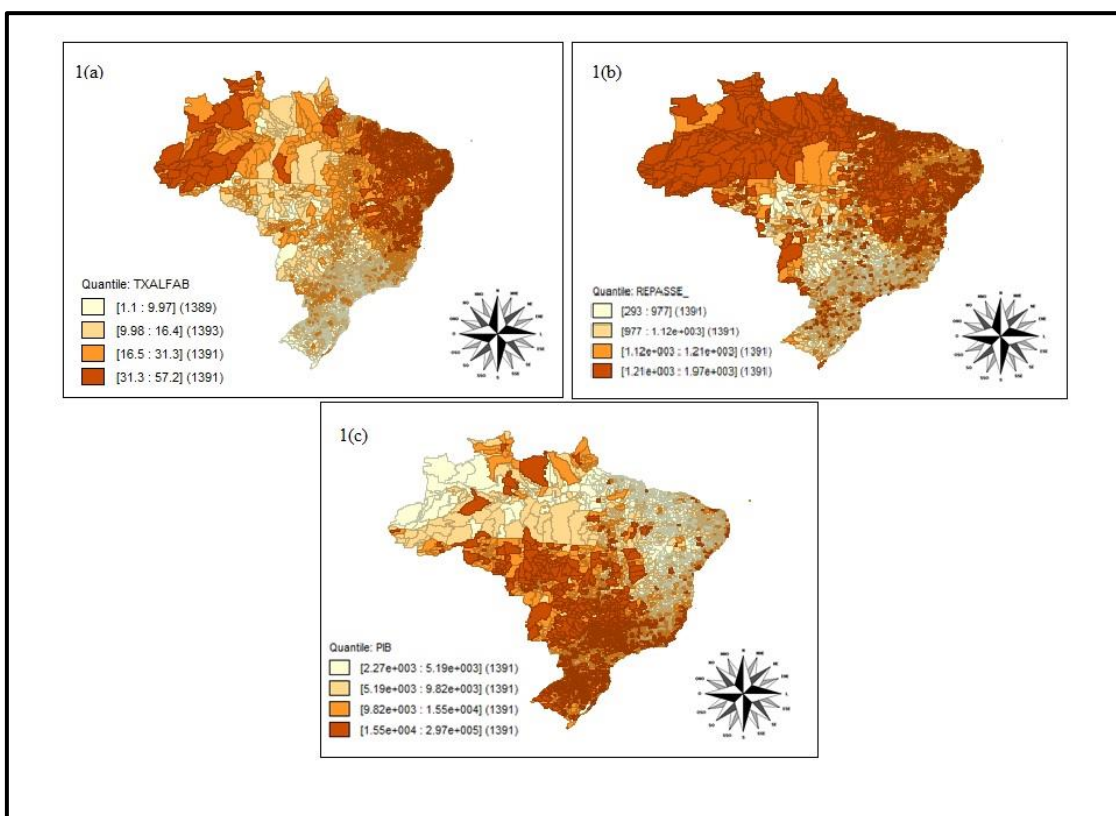 1(a)
Quantile: TXALFAB
[1.1 : 9.97] (1389)
[9.98 : 16.4] (1393)
[16.5 : 31.3] (1391)
[31.3 : 57.2] (1391)
1(b)
Quantile: REPASSE_
[293 : 977] (1391)
[977 : 1.12e+003] (1391)
[1.12e+003 : 1.21e+003] (1391)
[1.21e+003 : 1.97e+003] (1391)
1(c)
Quantile: PIB
[2.27e+003 : 5.19e+003] (1391)
[5.19e+003 : 9.82e+003] (1391)
[9.82e+003 : 1.55e+004] (1391)
[1.55e+004 : 2.97e+005] (1391)